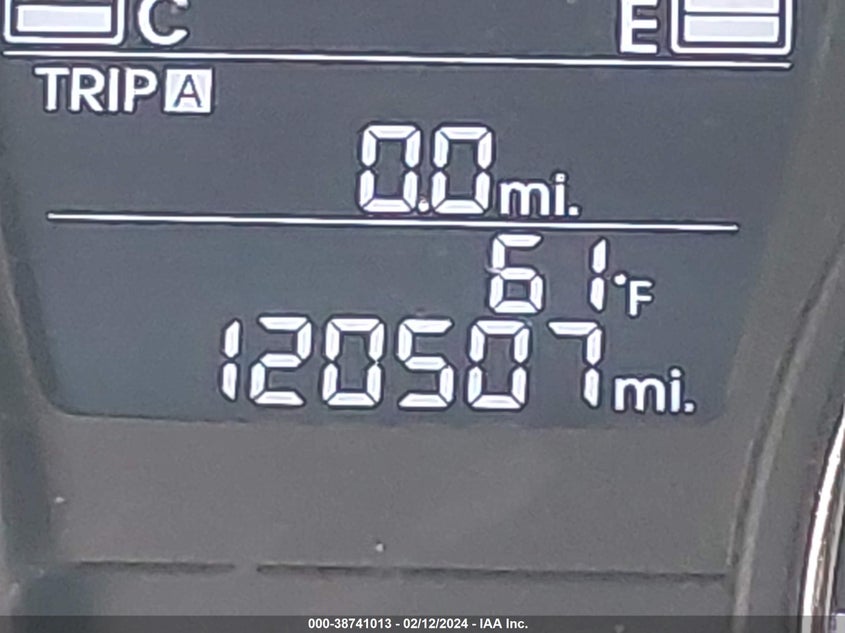 C E
TRIP A
0.0 mi.
61°F
120507 mi.
000-38741013 - 02/12/2024 - IAA Inc.